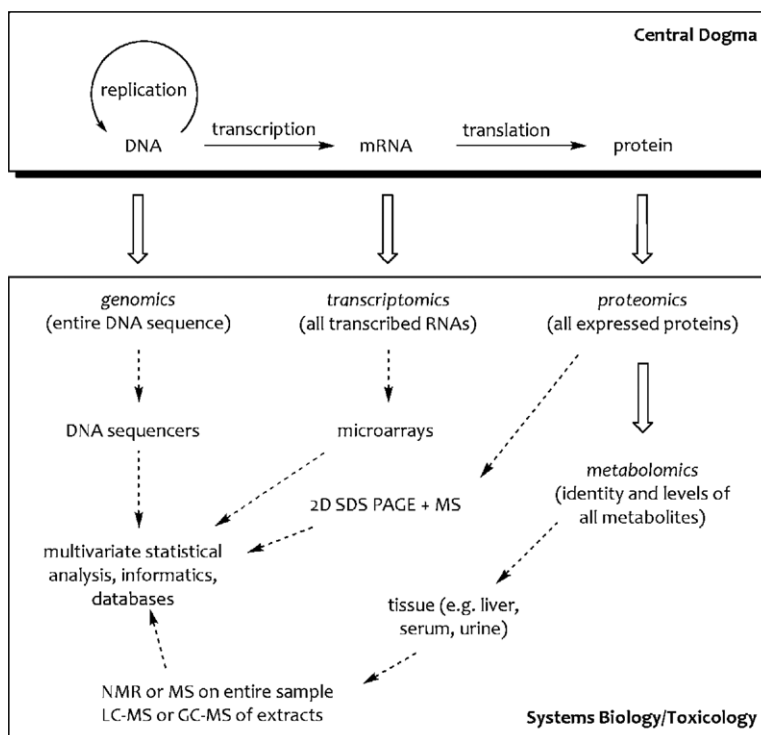 Central Dogma
replication
DNA
transcription
mRNA
translation
protein
genomics
(entire DNA sequence)
transcriptomics
(all transcribed RNAs)
proteomics
(all expressed proteins)
DNA sequencers
microarrays
metabolomics
(identity and levels of
all metabolites)
2D SDS PAGE + MS
multivariate statistical
analysis, informatics,
databases
tissue (e.g. liver,
serum, urine)
NMR or MS on entire sample
LC-MS or GC-MS of extracts
Systems Biology/Toxicology